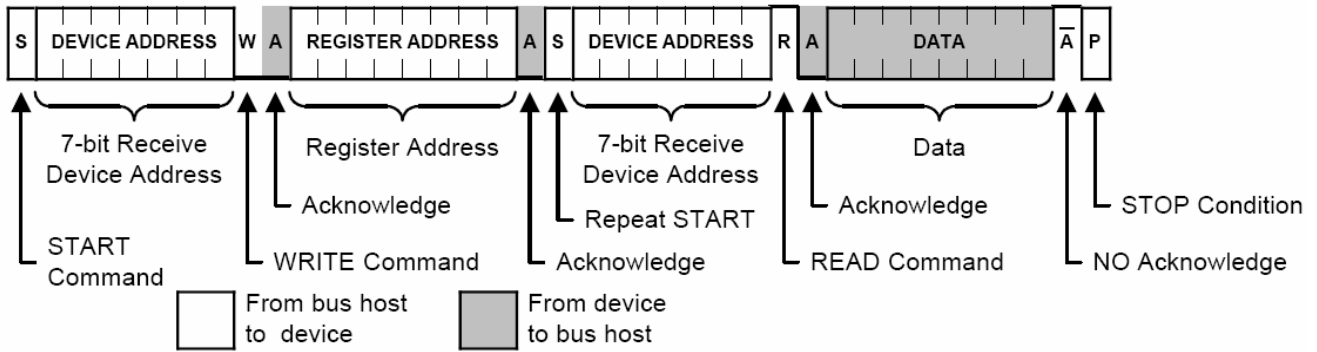 S DEVICE ADDRESS W A REGISTER ADDRESS A S DEVICE ADDRESS R A DATA A̅ P
7-bit Receive
Device Address
Register Address
7-bit Receive
Device Address
Data
Acknowledge
Repeat START
Acknowledge
STOP Condition
START
Command
WRITE Command
Acknowledge
READ Command
NO Acknowledge
From bus host
to device
From device
to bus host